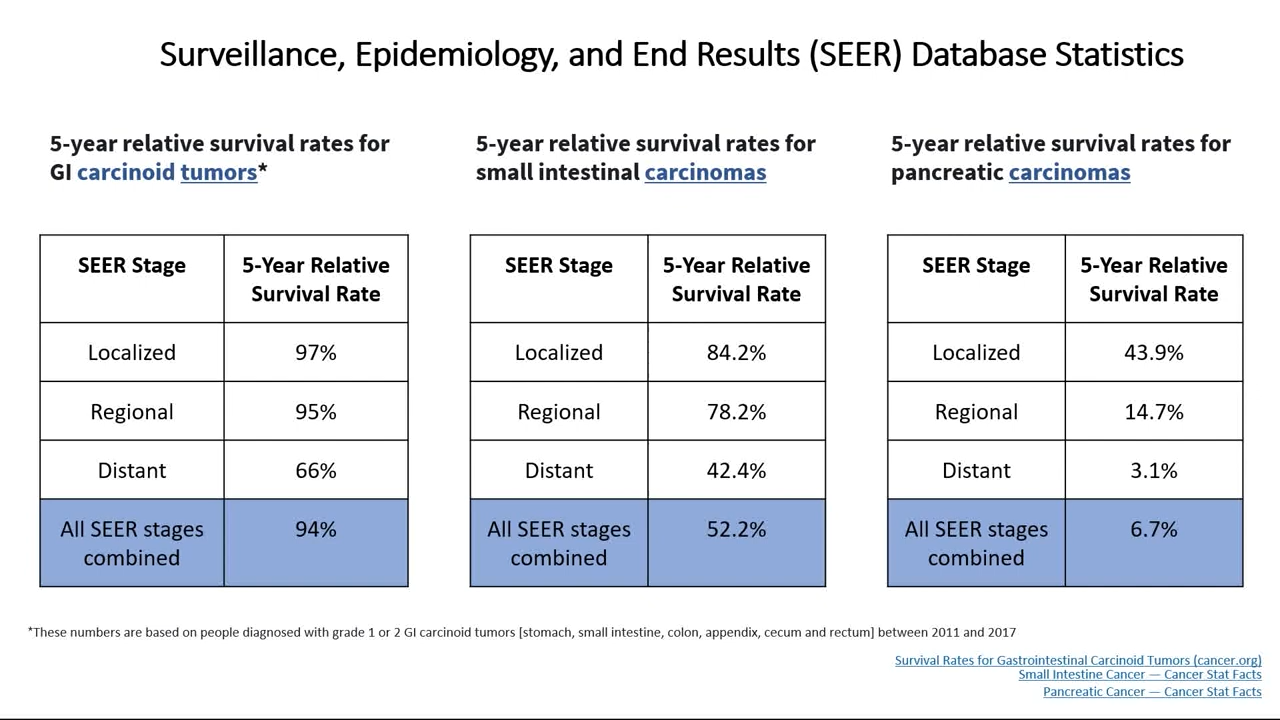 Surveillance, Epidemiology, and End Results (SEER) Database Statistics
5-year relative survival rates for
GI carcinoid tumors*
SEER Stage
5-Year Relative
Survival Rate
Localized
97%
Regional
95%
Distant
66%
All SEER stages
combined
94%
5-year relative survival rates for
small intestinal carcinomas
SEER Stage
5-Year Relative
Survival Rate
Localized
84.2%
Regional
78.2%
Distant
42.4%
All SEER stages
combined
52.2%
5-year relative survival rates for
pancreatic carcinomas
SEER Stage
5-Year Relative
Survival Rate
Localized
43.9%
Regional
14.7%
Distant
3.1%
All SEER stages
combined
6.7%
*These numbers are based on people diagnosed with grade 1 or 2 GI carcinoid tumors [stomach, small intestine, colon, appendix, cecum and rectum] between 2011 and 2017
Survival Rates for Gastrointestinal Carcinoid Tumors (cancer.org)
Small Intestine Cancer — Cancer Stat Facts
Pancreatic Cancer — Cancer Stat Facts